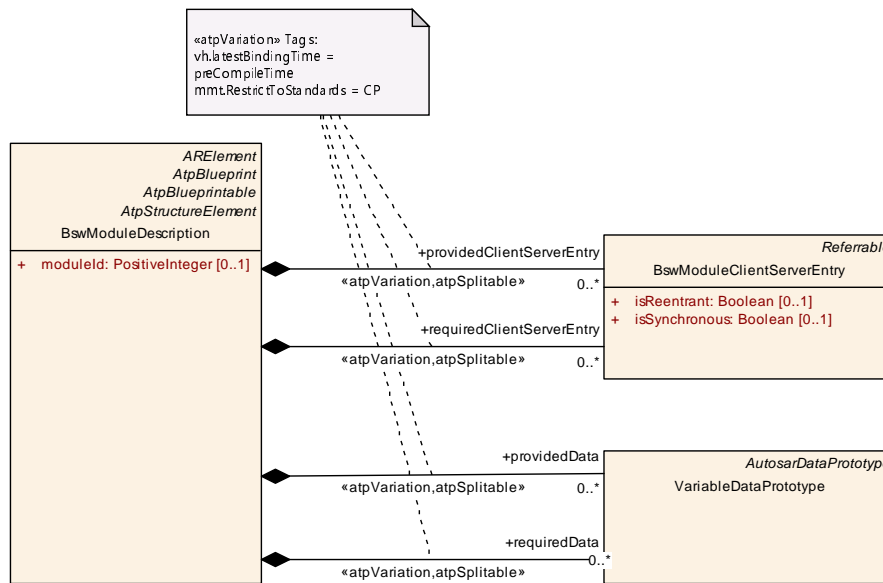 «atpVariation» Tags:
vh.latestBindingTime =
preCompileTime
mmt.RestrictToStandards = CP
ARElement
AtpBlueprint
AtpBlueprintable
AtpStructureElement
BswModuleDescription
+ moduleId: PositiveInteger [0..1]
+providedClientServerEntry
«atpVariation,atpSplitable»
0..*
Referrable
BswModuleClientServerEntry
+ isReentrant: Boolean [0..1]
+ isSynchronous: Boolean [0..1]
+requiredClientServerEntry
«atpVariation,atpSplitable»
0..*
+providedData
«atpVariation,atpSplitable»
0..*
AutosarDataPrototype
VariableDataPrototype
+requiredData
«atpVariation,atpSplitable»
0..*